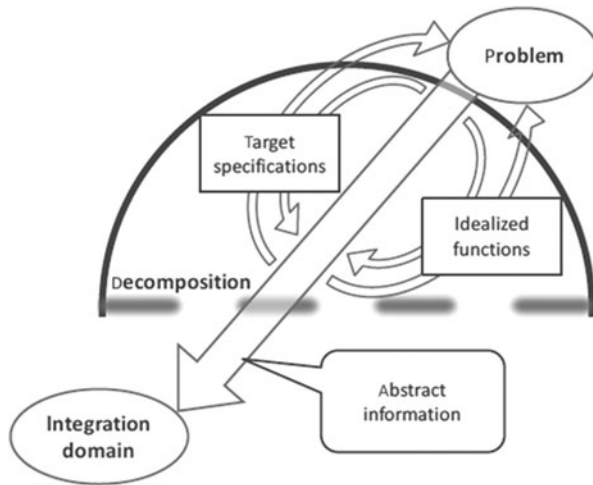 Problem
Target
specifications
Idealized
functions
Decomposition
Abstract
information
Integration
domain